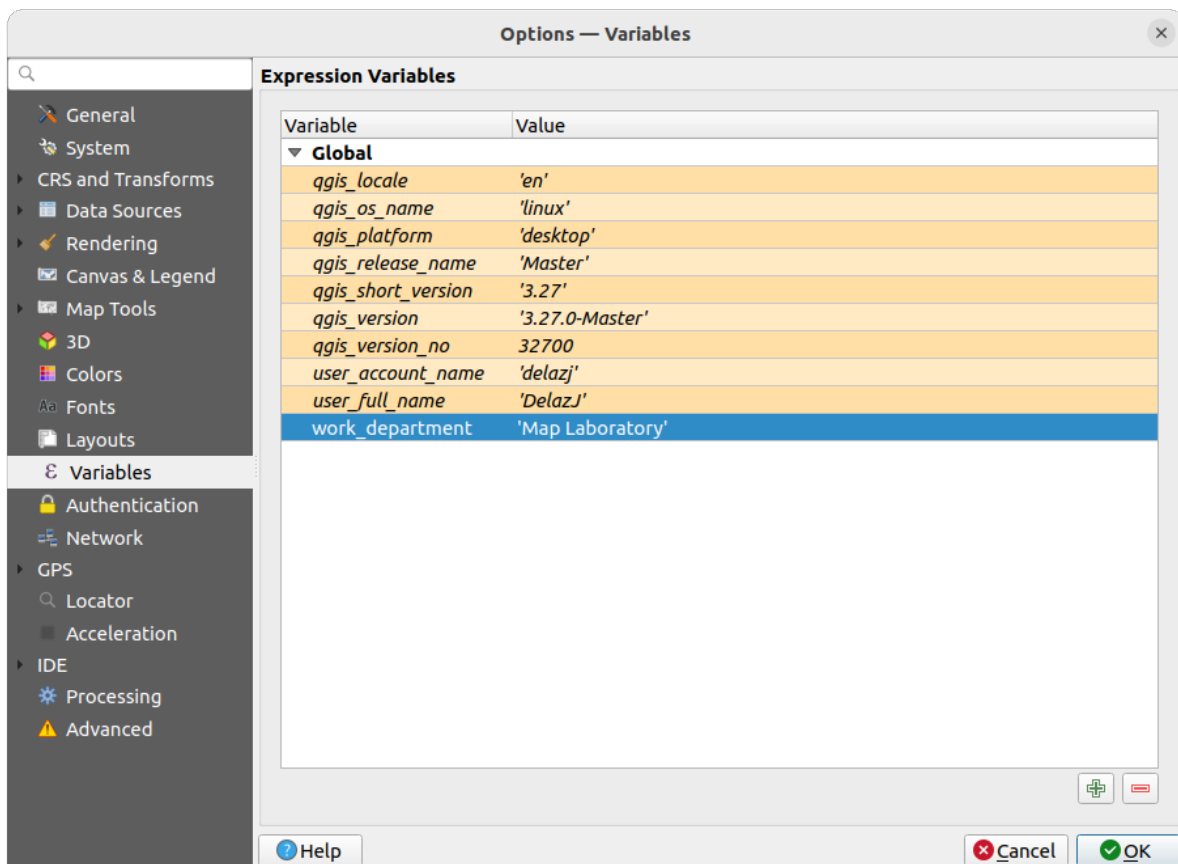 Options — Variables
Expression Variables
General
System
CRS and Transforms
Data Sources
Rendering
Canvas & Legend
Map Tools
3D
Colors
Aa Fonts
Layouts
ε Variables
Authentication
Network
GPS
Locator
Acceleration
IDE
Processing
Advanced
Variable Value
Global
qgis_locale 'en'
qgis_os_name 'linux'
qgis_platform 'desktop'
qgis_release_name 'Master'
qgis_short_version '3.27'
qgis_version '3.27.0-Master'
qgis_version_no 32700
user_account_name 'delazj'
user_full_name 'DelazJ'
work_department 'Map Laboratory'
? Help
Cancel
OK